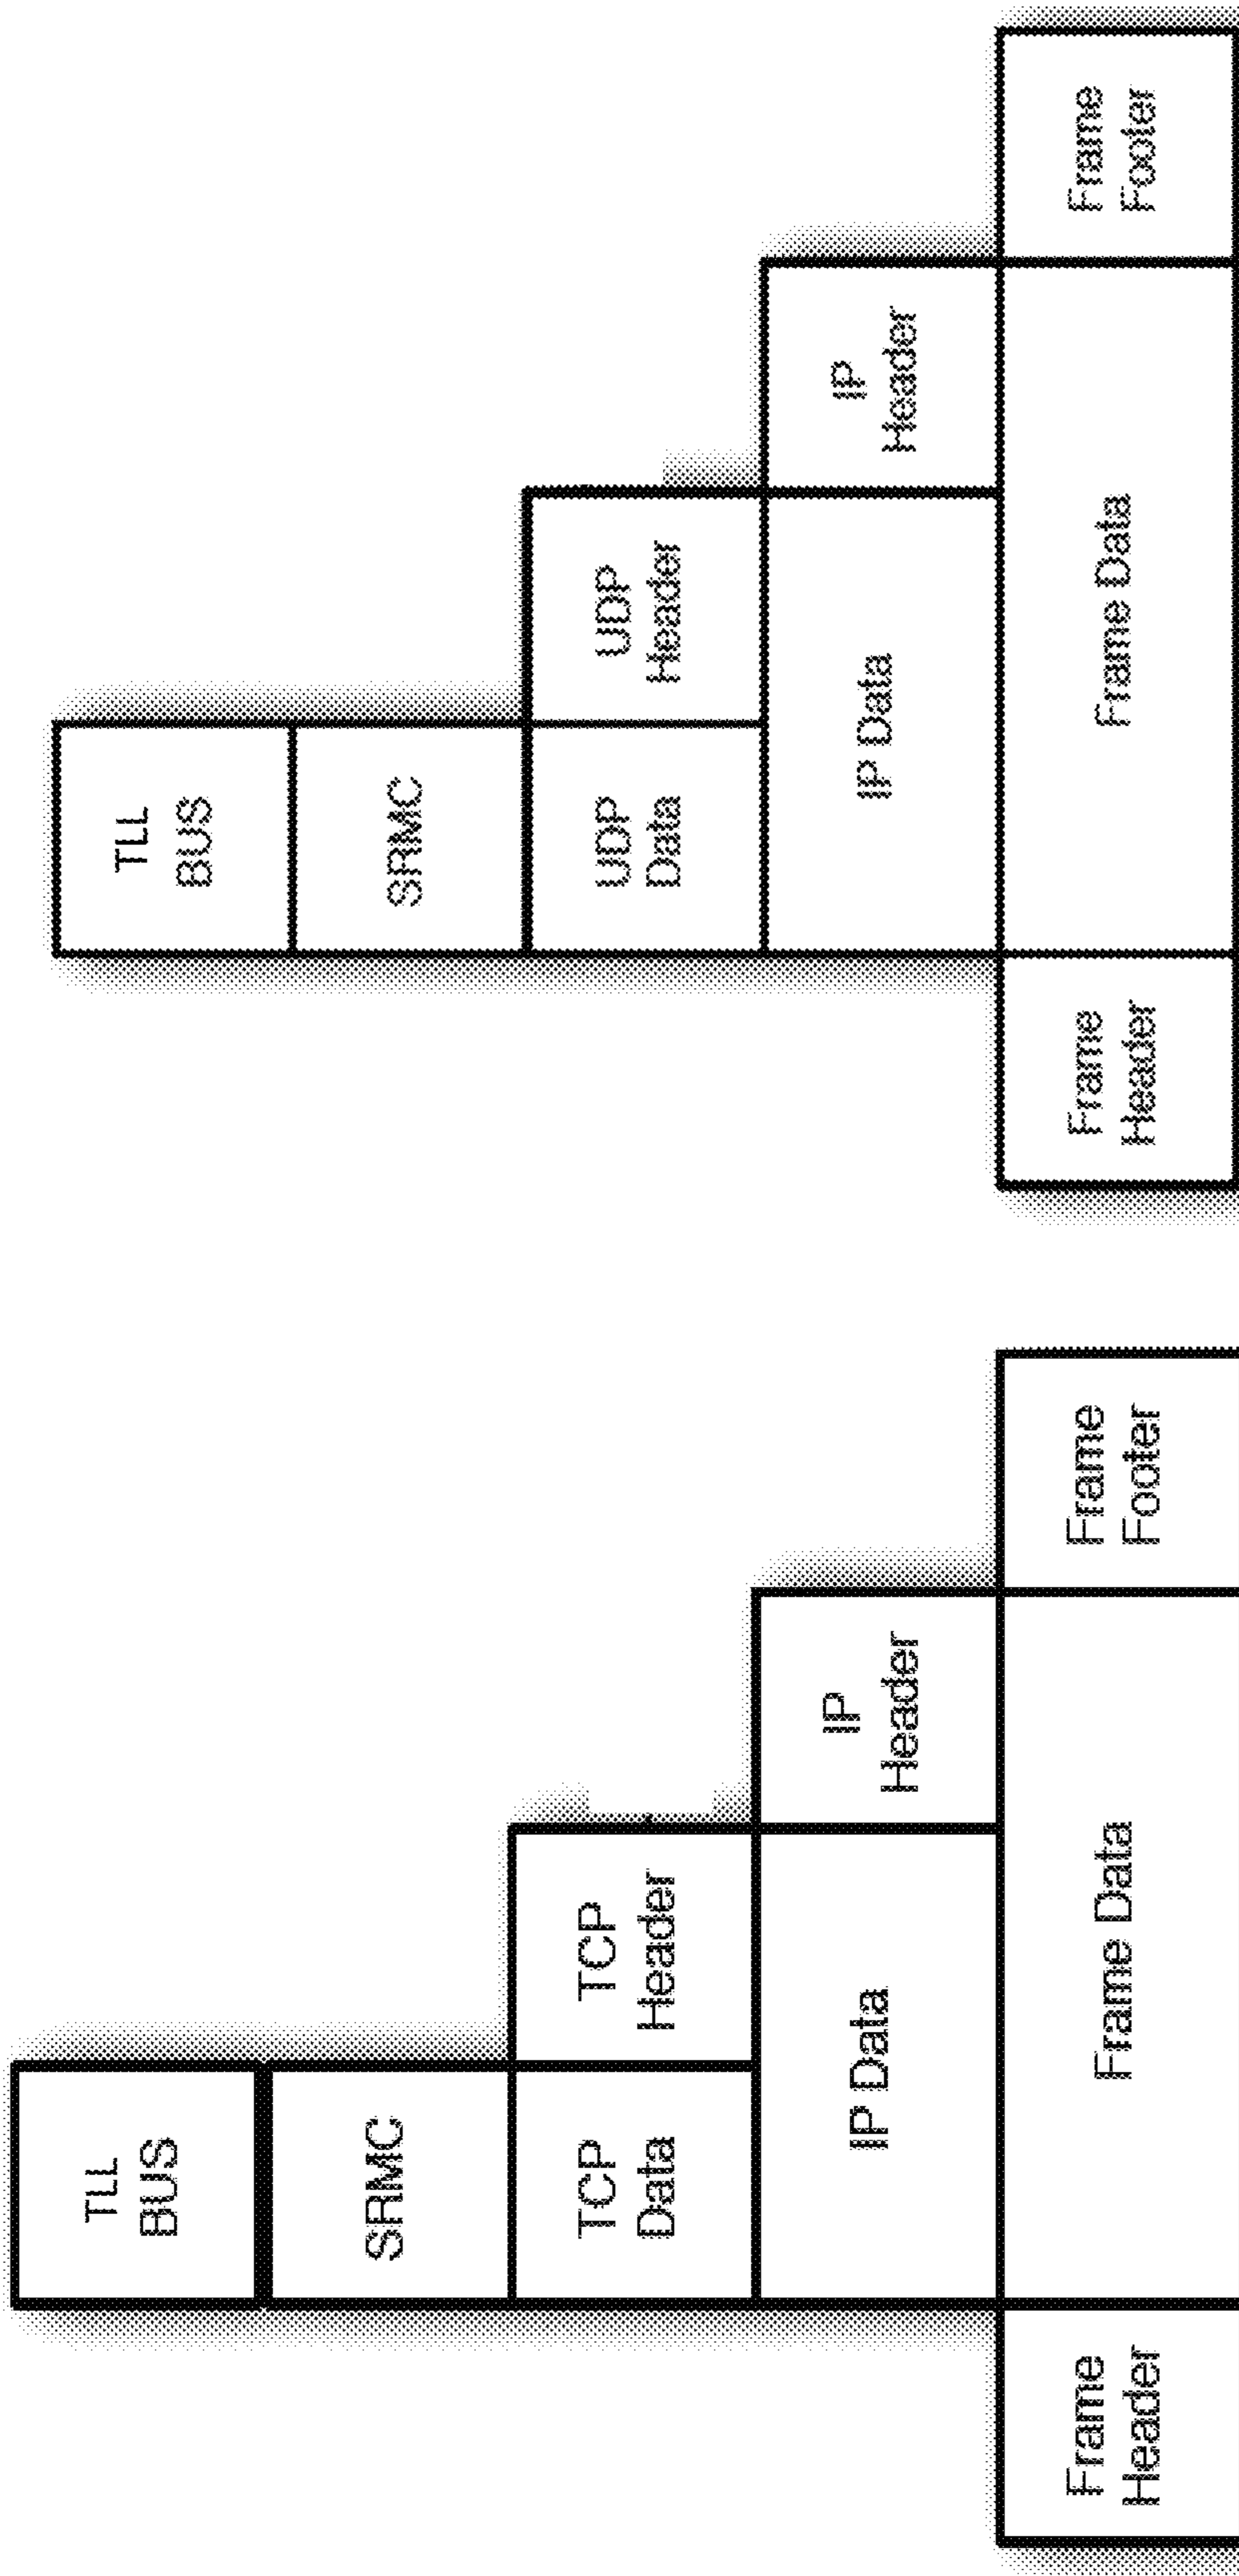 TLL
BUS
SRMC
TCP
Data
TCP
Header
IP Data
IP
Header
Frame
Header
Frame Data
Frame
Footer
TLL
BUS
SRMC
UDP
Data
UDP
Header
IP Data
IP
Header
Frame
Header
Frame Data
Frame
Footer